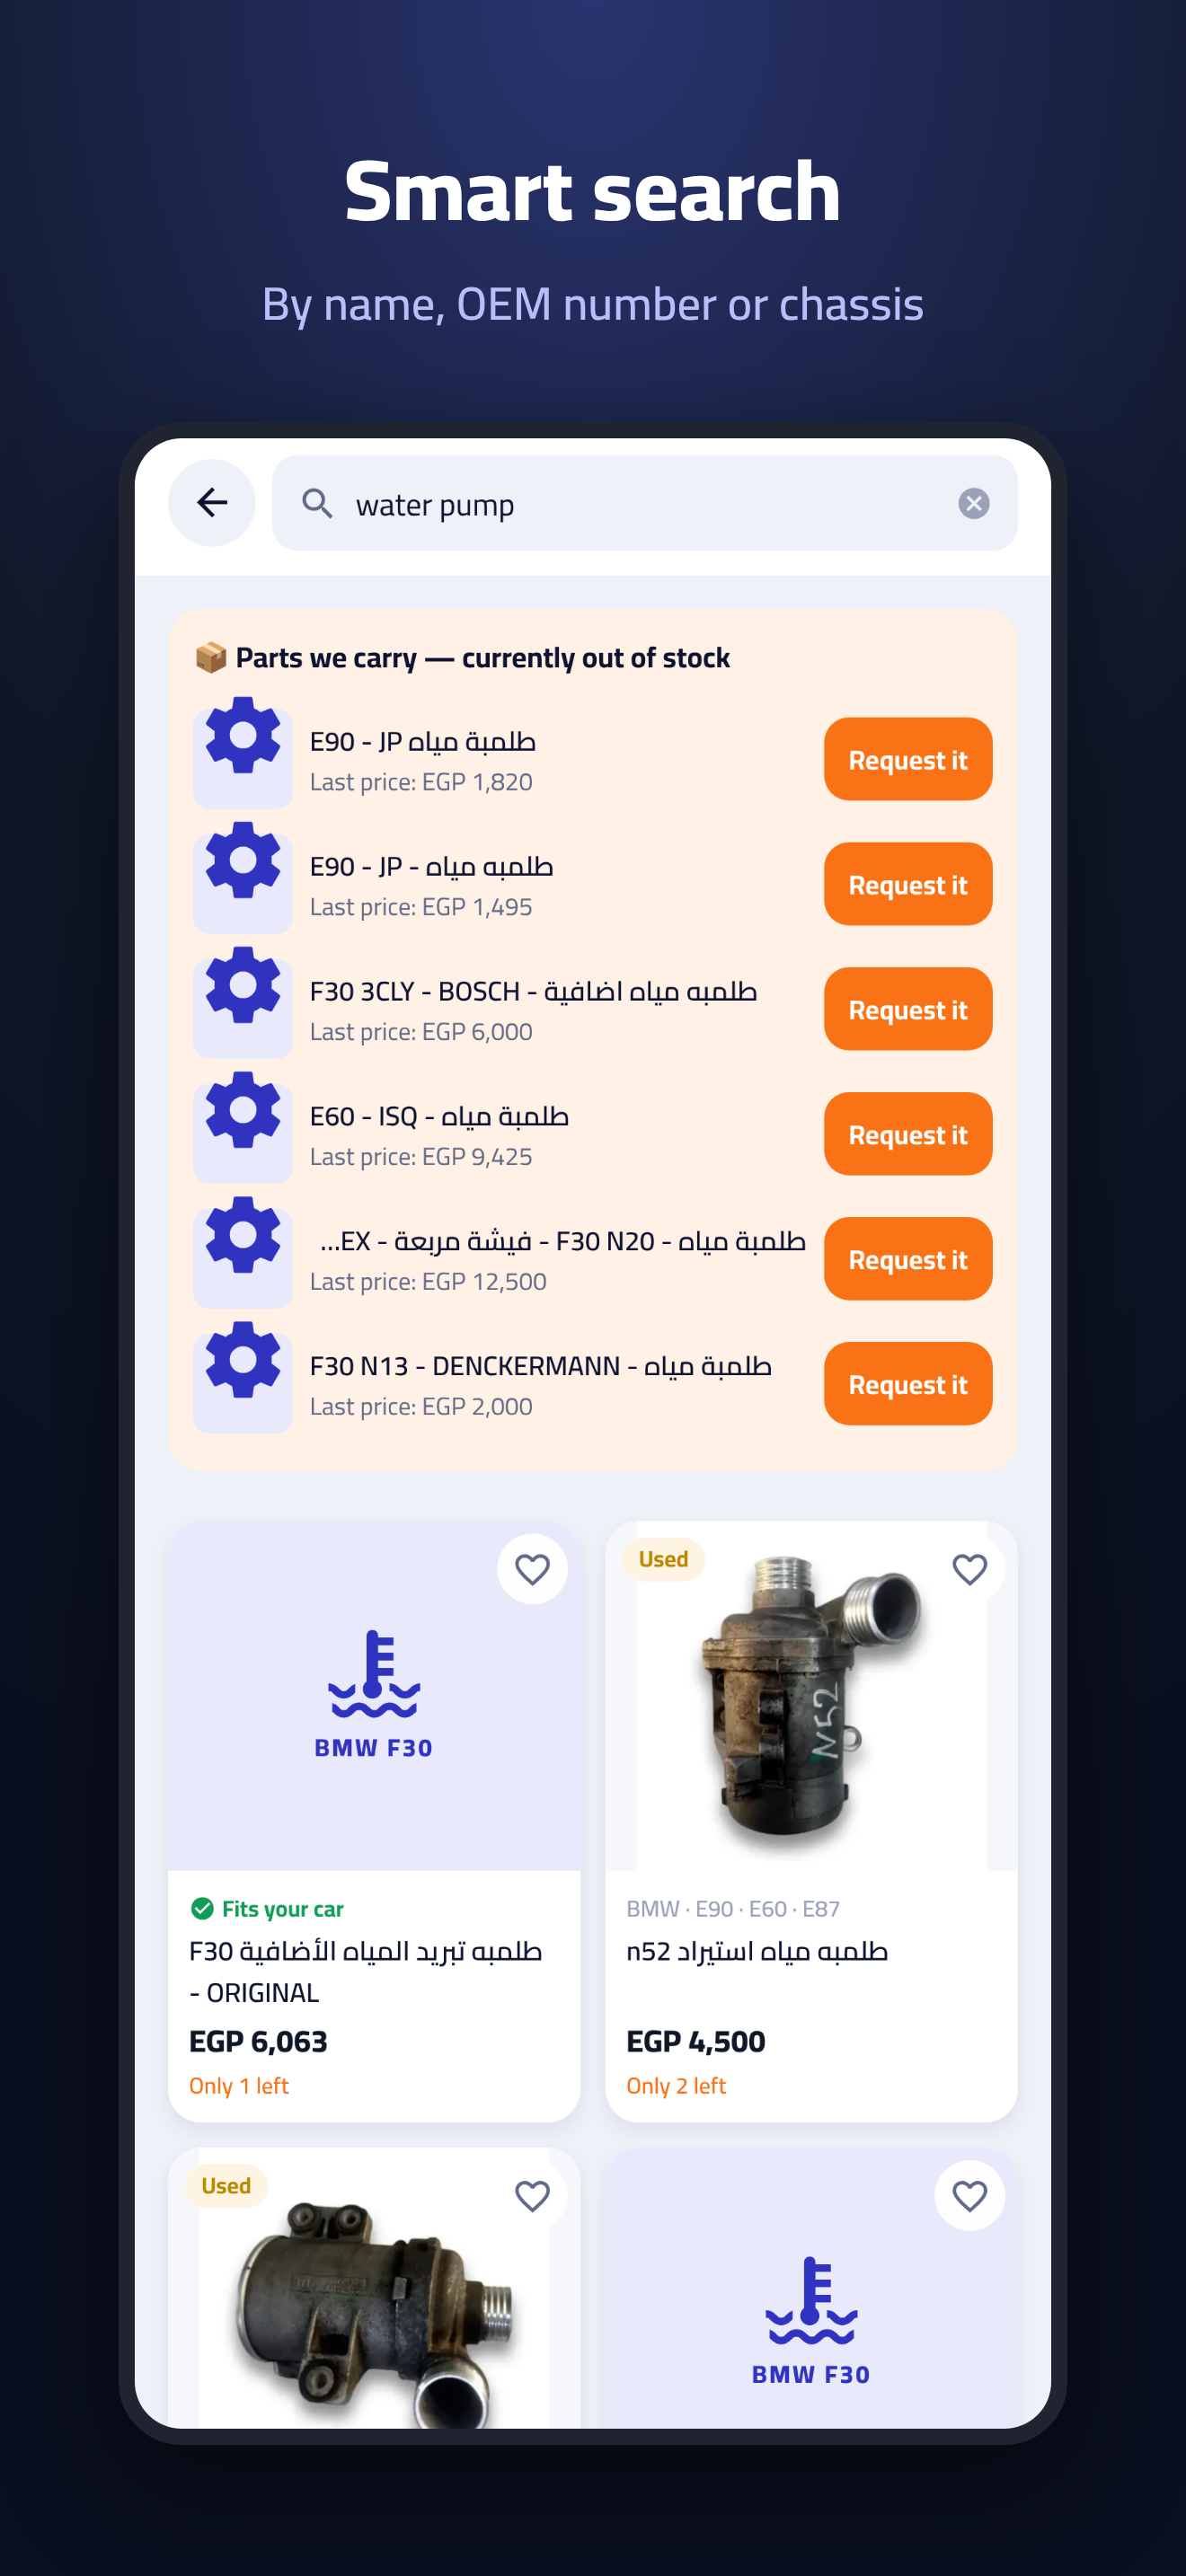 Smart search
By name, OEM number or chassis
water pump
📦 Parts we carry — currently out of stock
E90 - JP طلمبة مياه
Last price: EGP 1,820
Request it
E90 - JP - طلمبه مياه
Last price: EGP 1,495
Request it
F30 3CLY - BOSCH - طلمبه مياه اضافية
Last price: EGP 6,000
Request it
E60 - ISQ - طلمبة مياه
Last price: EGP 9,425
Request it
طلمبة مياه - F30 N20 - فيشة مربعة - EX...
Last price: EGP 12,500
Request it
F30 N13 - DENCKERMANN - طلمبة مياه
Last price: EGP 2,000
Request it
BMW F30
Fits your car
F30 طلمبه تبريد المياه الأضافية
- ORIGINAL
EGP 6,063
Only 1 left
Used
N52
BMW · E90 · E60 · E87
n52 طلمبه مياه استيراد
EGP 4,500
Only 2 left
Used
BMW F30